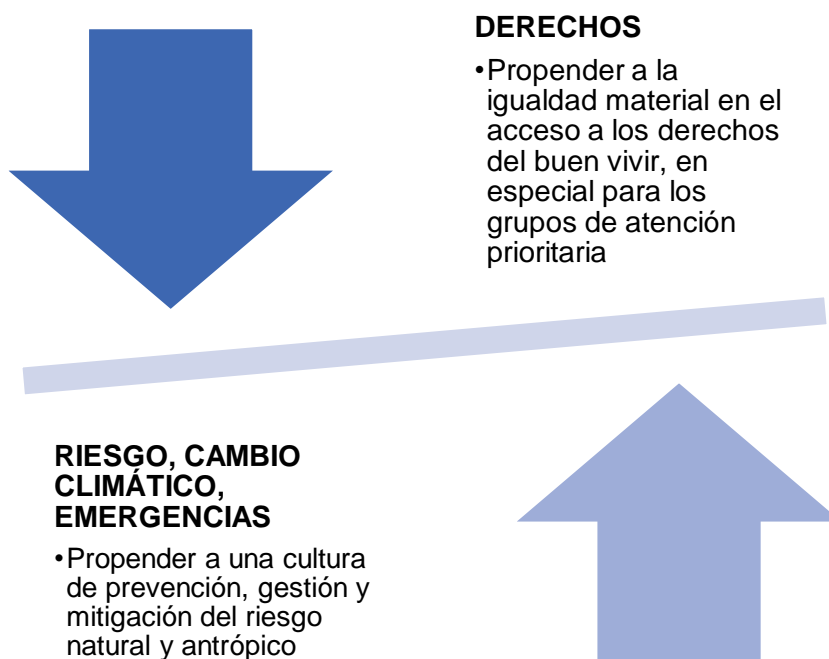 DERECHOS
•Propender a la
igualdad material en el
acceso a los derechos
del buen vivir, en
especial para los
grupos de atención
prioritaria
RIESGO, CAMBIO
CLIMÁTICO,
EMERGENCIAS
•Propender a una cultura
de prevención, gestión y
mitigación del riesgo
natural y antrópico